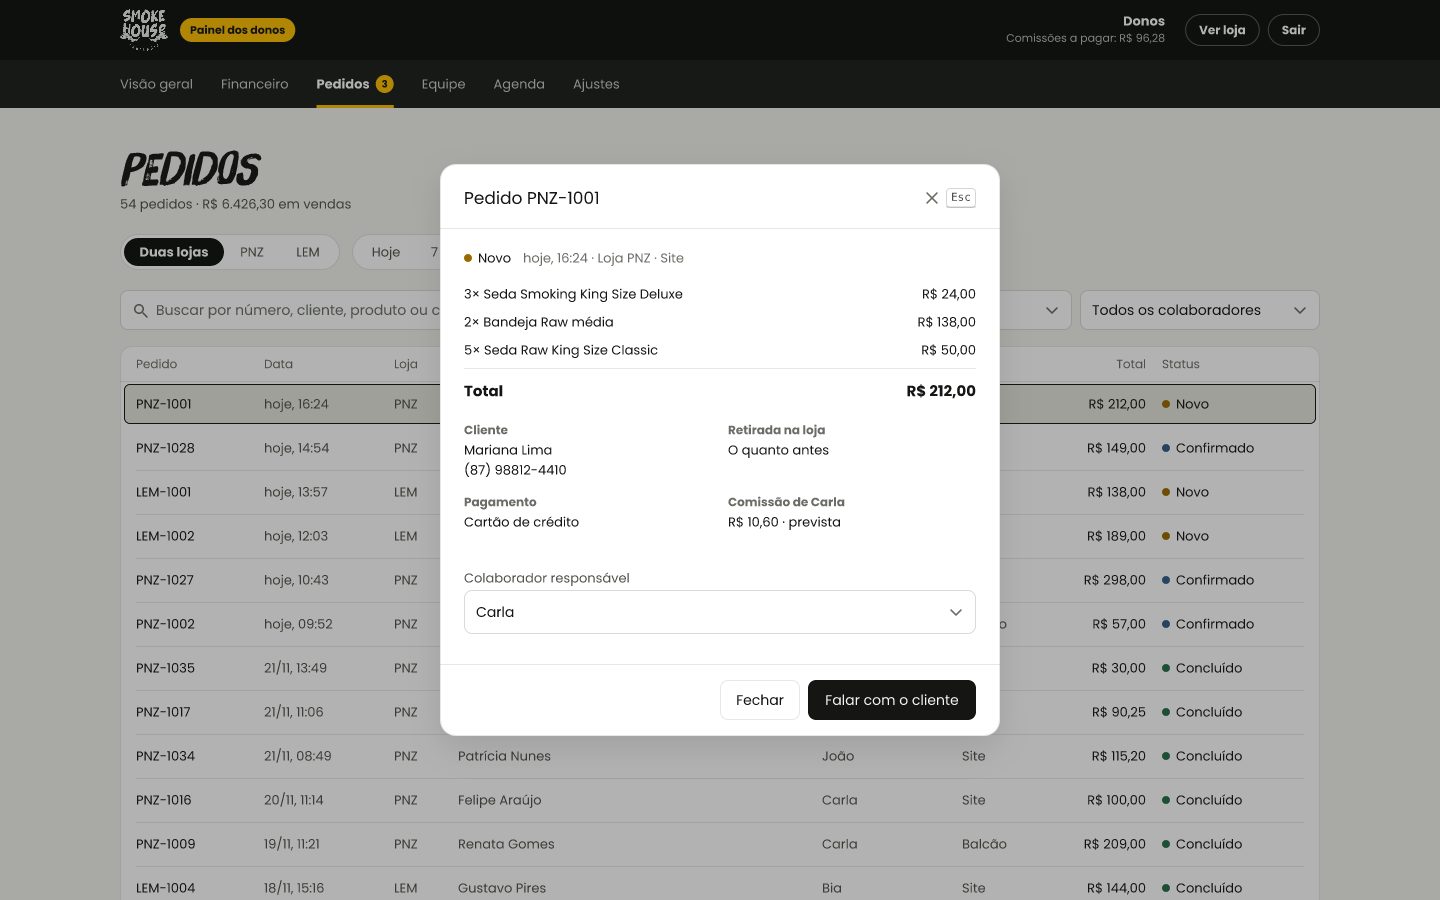 SMOKE
HOUSE
Painel dos donos
Donos
Comissões a pagar: R$ 96,28
Ver loja
Sair
Visão geral
Financeiro
Pedidos 3
Equipe
Agenda
Ajustes
PEDIDOS
54 pedidos · R$ 6.426,30 em vendas
Duas lojas
PNZ
LEM
Hoje
7
Buscar por número, cliente, produto ou c
Todos os colaboradores
Pedido Data Loja Total Status
PNZ-1001 hoje, 16:24 PNZ R$ 212,00 Novo
PNZ-1028 hoje, 14:54 PNZ R$ 149,00 Confirmado
LEM-1001 hoje, 13:57 LEM R$ 138,00 Novo
LEM-1002 hoje, 12:03 LEM R$ 189,00 Novo
PNZ-1027 hoje, 10:43 PNZ R$ 298,00 Confirmado
PNZ-1002 hoje, 09:52 PNZ o R$ 57,00 Confirmado
PNZ-1035 21/11, 13:49 PNZ R$ 30,00 Concluído
PNZ-1017 21/11, 11:06 PNZ R$ 90,25 Concluído
PNZ-1034 21/11, 08:49 PNZ Patrícia Nunes João Site R$ 115,20 Concluído
PNZ-1016 20/11, 11:14 PNZ Felipe Araújo Carla Site R$ 100,00 Concluído
PNZ-1009 19/11, 11:21 PNZ Renata Gomes Carla Balcão R$ 209,00 Concluído
LEM-1004 18/11, 15:16 LEM Gustavo Pires Bia Site R$ 144,00 Concluído
Pedido PNZ-1001
Esc
Novo hoje, 16:24 · Loja PNZ · Site
3× Seda Smoking King Size Deluxe R$ 24,00
2× Bandeja Raw média R$ 138,00
5× Seda Raw King Size Classic R$ 50,00
Total R$ 212,00
Cliente
Mariana Lima
(87) 98812-4410
Retirada na loja
O quanto antes
Pagamento
Cartão de crédito
Comissão de Carla
R$ 10,60 · prevista
Colaborador responsável
Carla
Fechar
Falar com o cliente